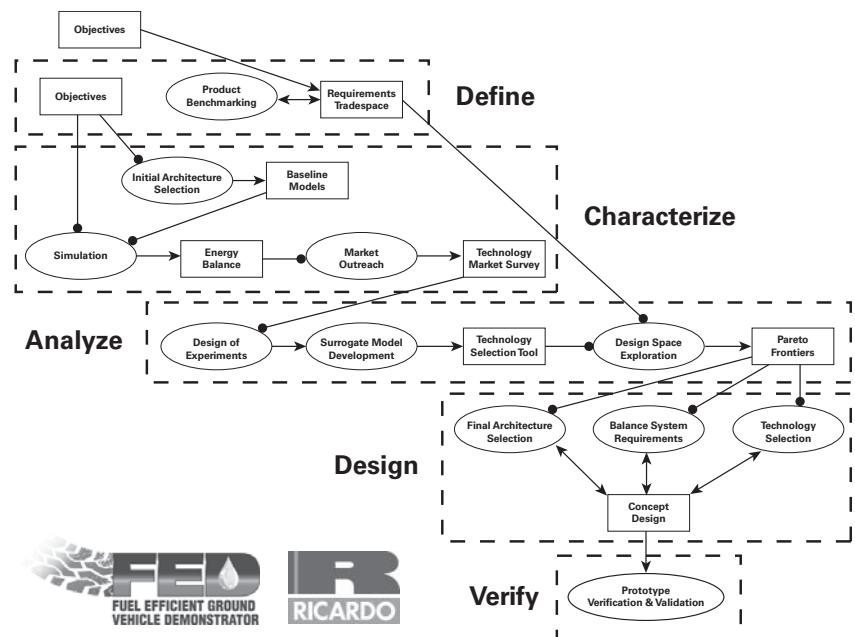 Objectives
Objectives
Product
Benchmarking
Requirements
Tradespace
Define
Initial Architecture
Selection
Baseline
Models
Characterize
Simulation
Energy
Balance
Market
Outreach
Technology
Market Survey
Analyze
Design of
Experiments
Surrogate Model
Development
Technology
Selection Tool
Design Space
Exploration
Pareto
Frontiers
Final Architecture
Selection
Balance System
Requirements
Technology
Selection
Design
Concept
Design
FED
FUEL EFFICIENT GROUND
VEHICLE DEMONSTRATOR
R
RICARDO
Verify
Prototype
Verification & Validation